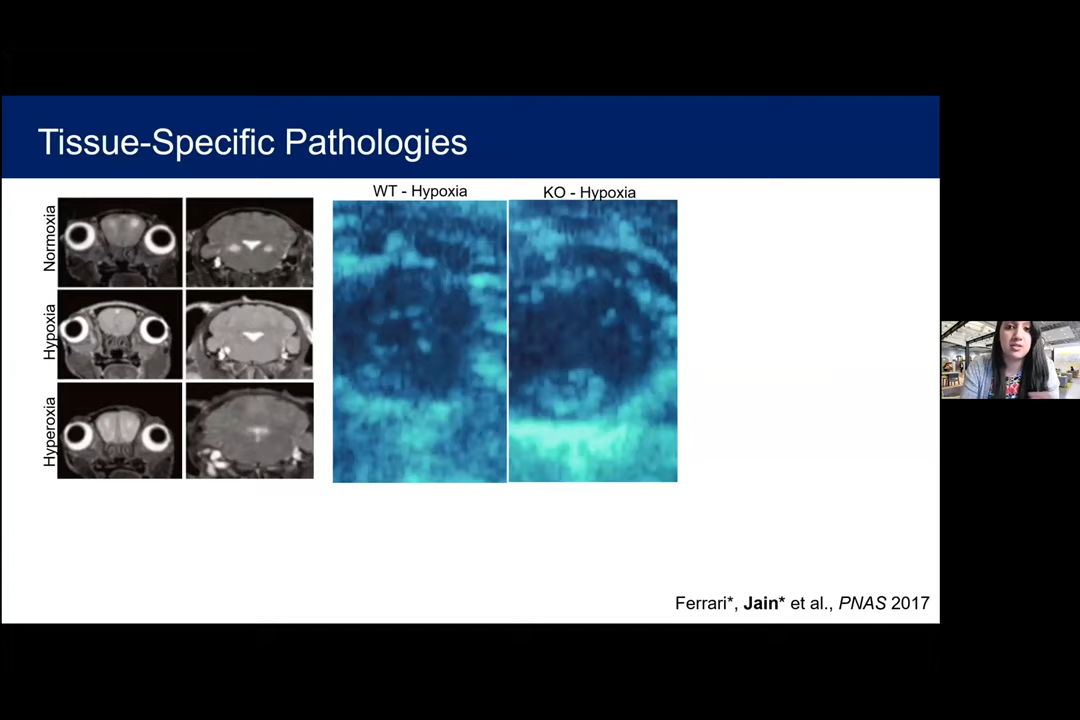 Tissue-Specific Pathologies
Normoxia
Hypoxia
Hyperoxia
WT - Hypoxia
KO - Hypoxia
Ferrari*, Jain* et al., PNAS 2017